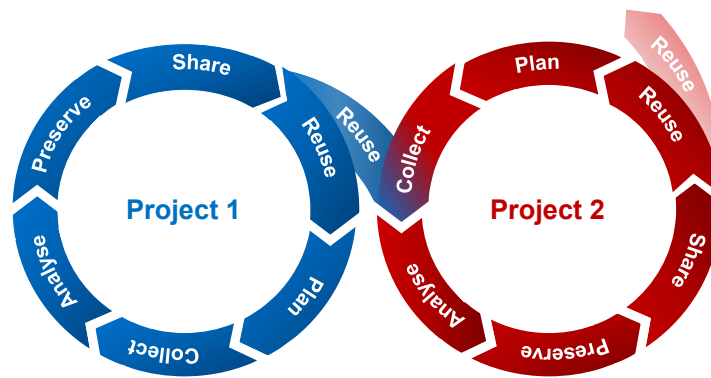 Share
Reuse
Plan
Collect
Analyse
Preserve
Project 1
Reuse
Collect
Plan
Reuse
Share
Preserve
Analyse
Project 2
Reuse